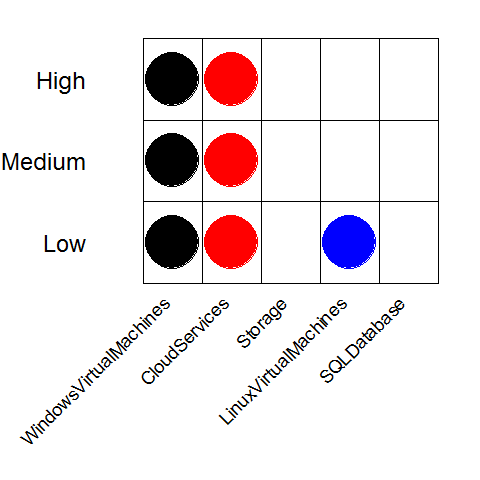 High
Medium
Low
WindowsVirtualMachines
CloudServices
Storage
LinuxVirtualMachines
SQLDatabase